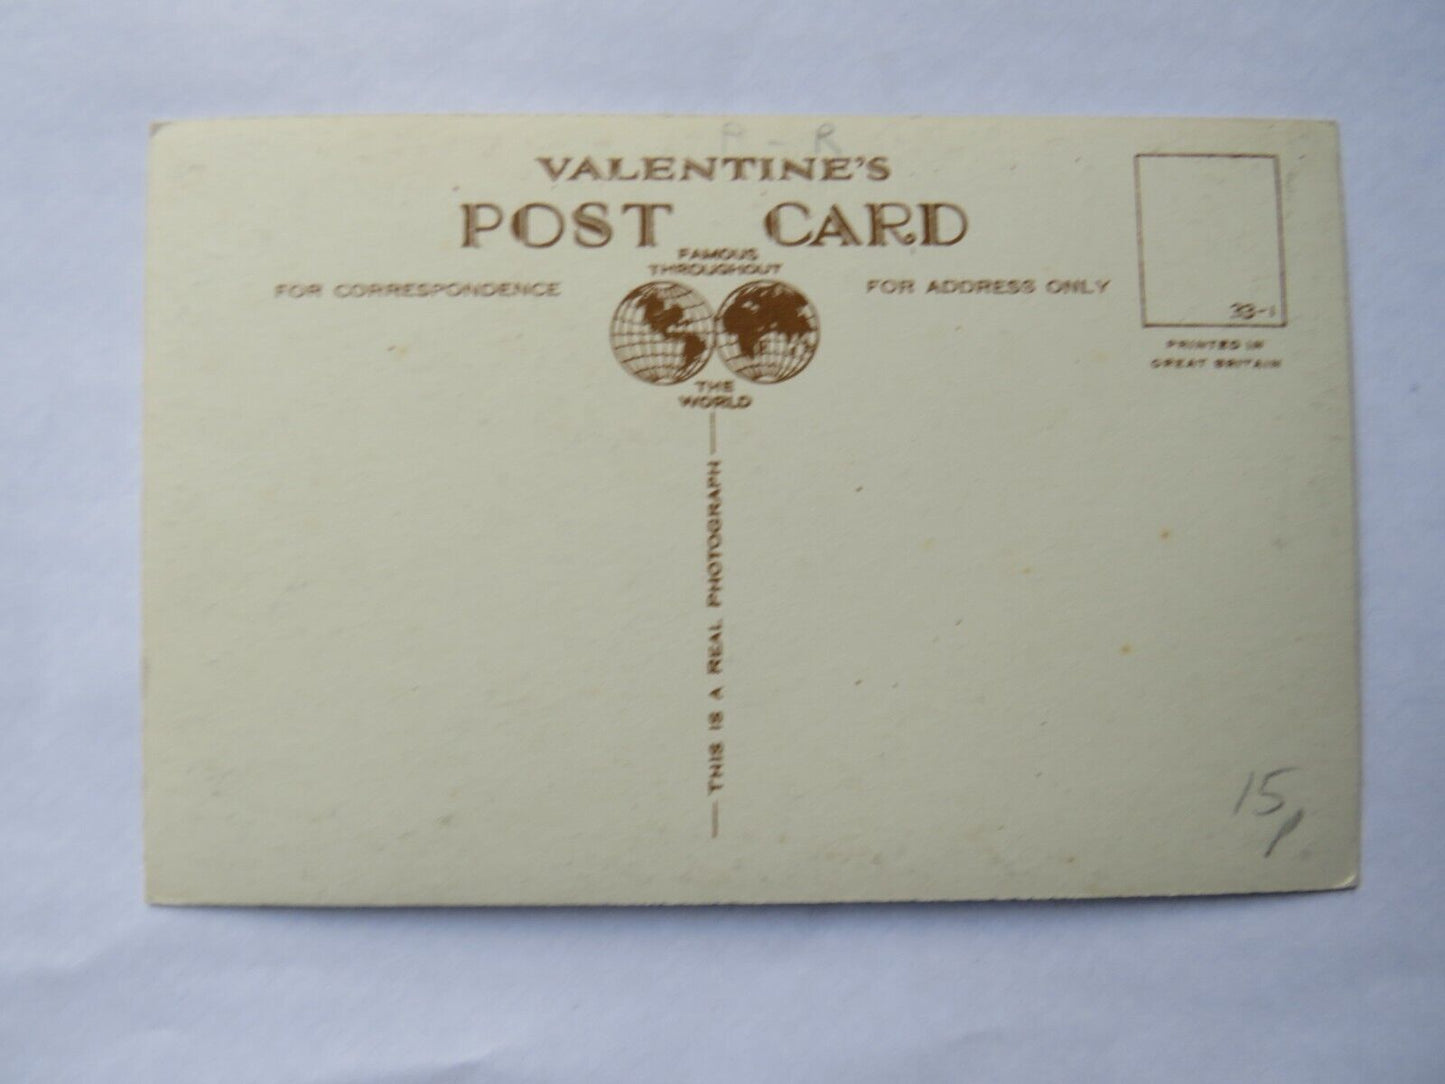 P - R
VALENTINE'S
POST CARD
FAMOUS
THROUGHOUT
FOR CORRESPONDENCE
FOR ADDRESS ONLY
THE
WORLD
33-1
PRINTED IN
GREAT BRITAIN
THIS IS A REAL PHOTOGRAPH
15p